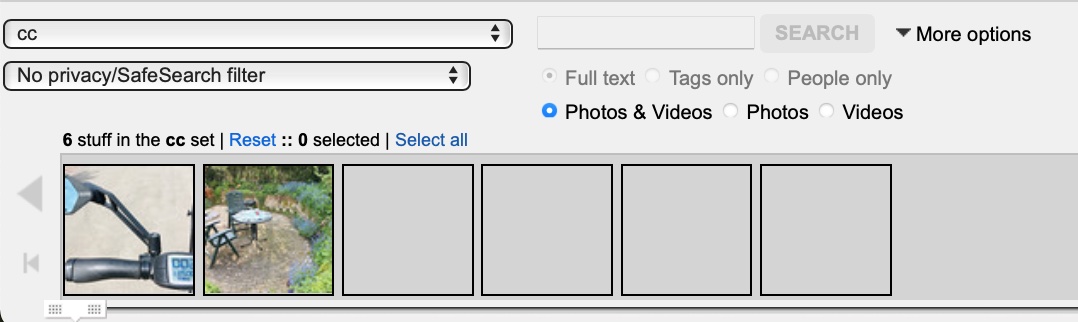 cc
SEARCH
More options
No privacy/SafeSearch filter
Full text Tags only People only
Photos & Videos Photos Videos
6 stuff in the cc set | Reset :: 0 selected | Select all